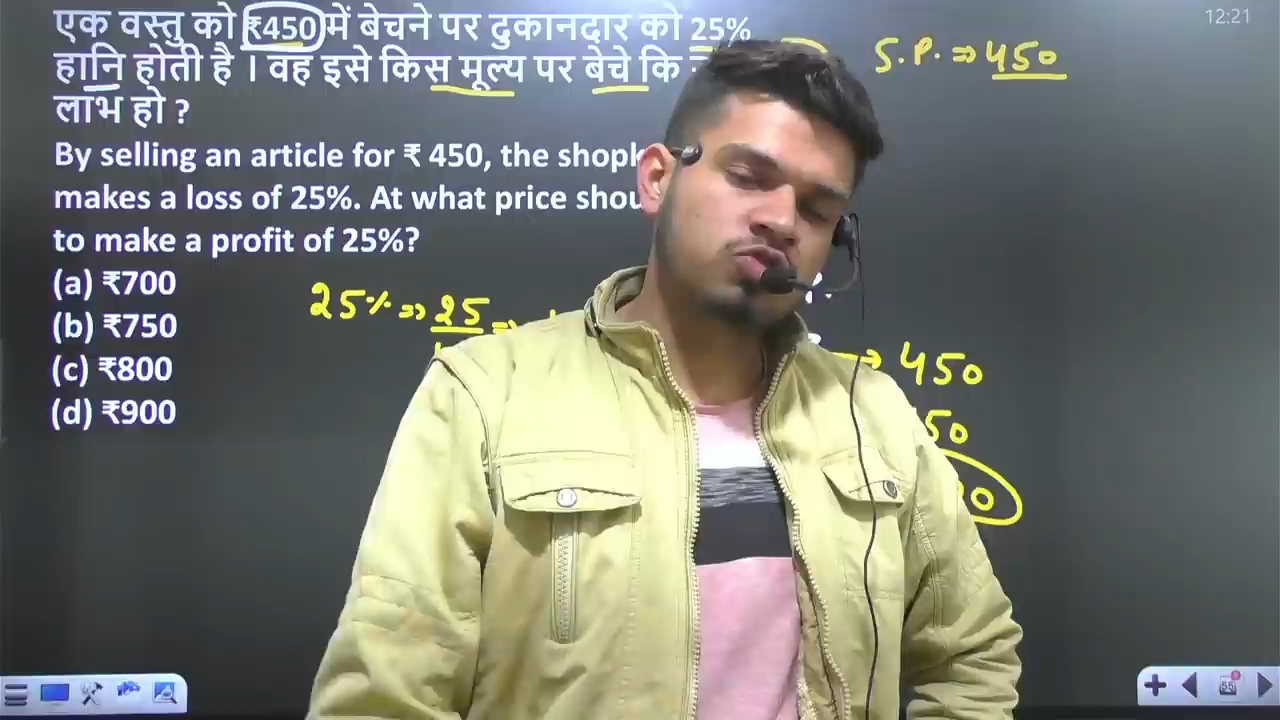 एक वस्तु को ₹450 में बेचने पर दुकानदार को 25%
हानि होती है । वह इसे किस मूल्य पर बेचे कि
लाभ हो ?
By selling an article for ₹ 450, the
makes a loss of 25%. At what price
to make a profit of 25%?
(a) ₹700
(b) ₹750
(c) ₹800
(d) ₹900
S.P. ⇒ 450
25% ⇒ 25
→ 450
12:21